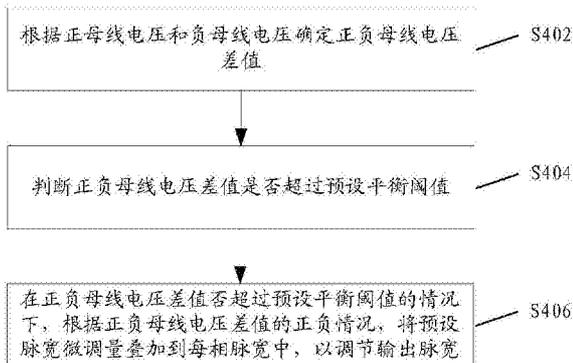 根据正母线电压和负母线电压确定正负母线电压
差值
S402
判断正负母线电压差值是否超过预设平衡阈值
S404
在正负母线电压差值否超过预设平衡阈值的情况
下，根据正负母线电压差值的正负情况，将预设
脉宽微调量叠加到每相脉宽中，以调节输出脉宽
S406